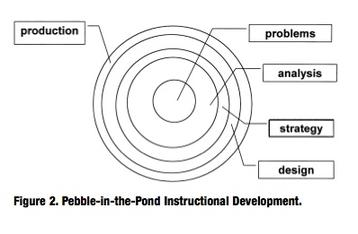 production
problems
analysis
strategy
design
Figure 2. Pebble-in-the-Pond Instructional Development.